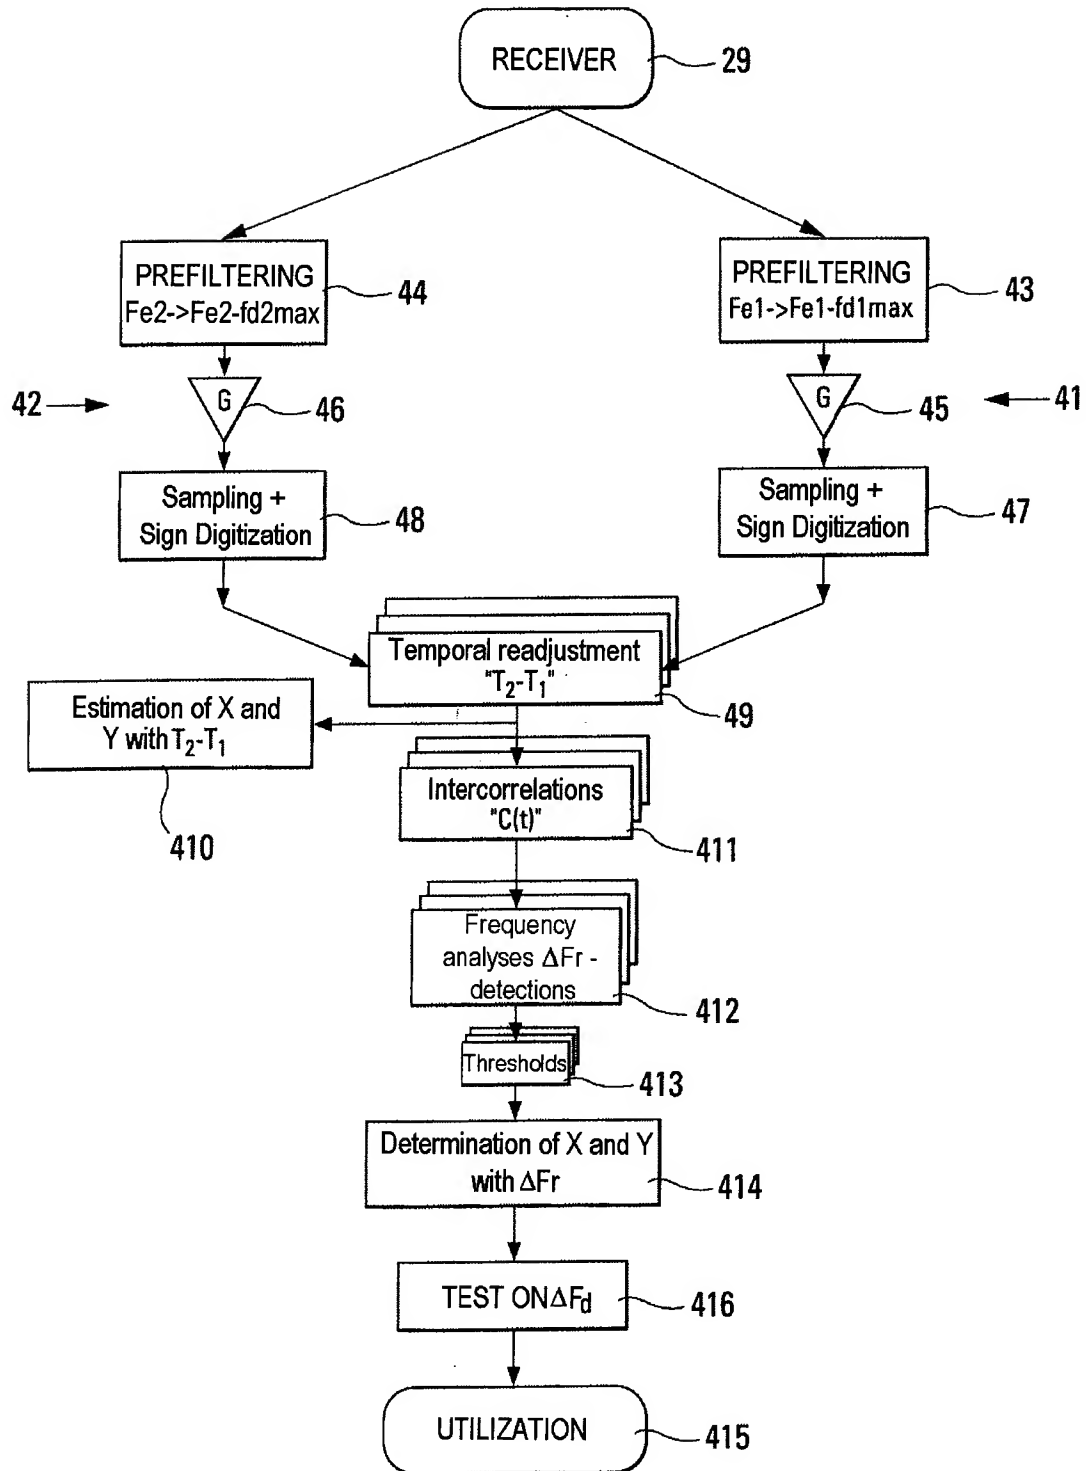 RECEIVER
29
PREFILTERING
Fe2->Fe2-fd2max
44
PREFILTERING
Fe1->Fe1-fd1max
43
42
G
46
G
45
41
Sampling +
Sign Digitization
48
Sampling +
Sign Digitization
47
Temporal readjustment
"T₂-T₁"
49
Estimation of X and
Y with T₂-T₁
410
Intercorrelations
"C(t)"
411
Frequency
analyses ΔFr -
detections
412
Thresholds
413
Determination of X and Y
with ΔFr
414
TEST ON ΔFd
416
UTILIZATION
415